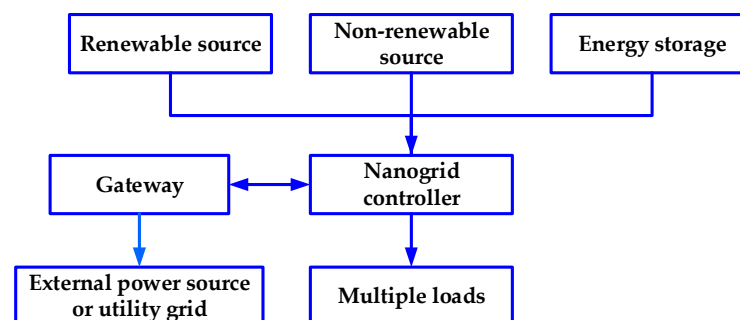 Renewable source
Non-renewable
source
Energy storage
Gateway
Nanogrid
controller
External power source
or utility grid
Multiple loads